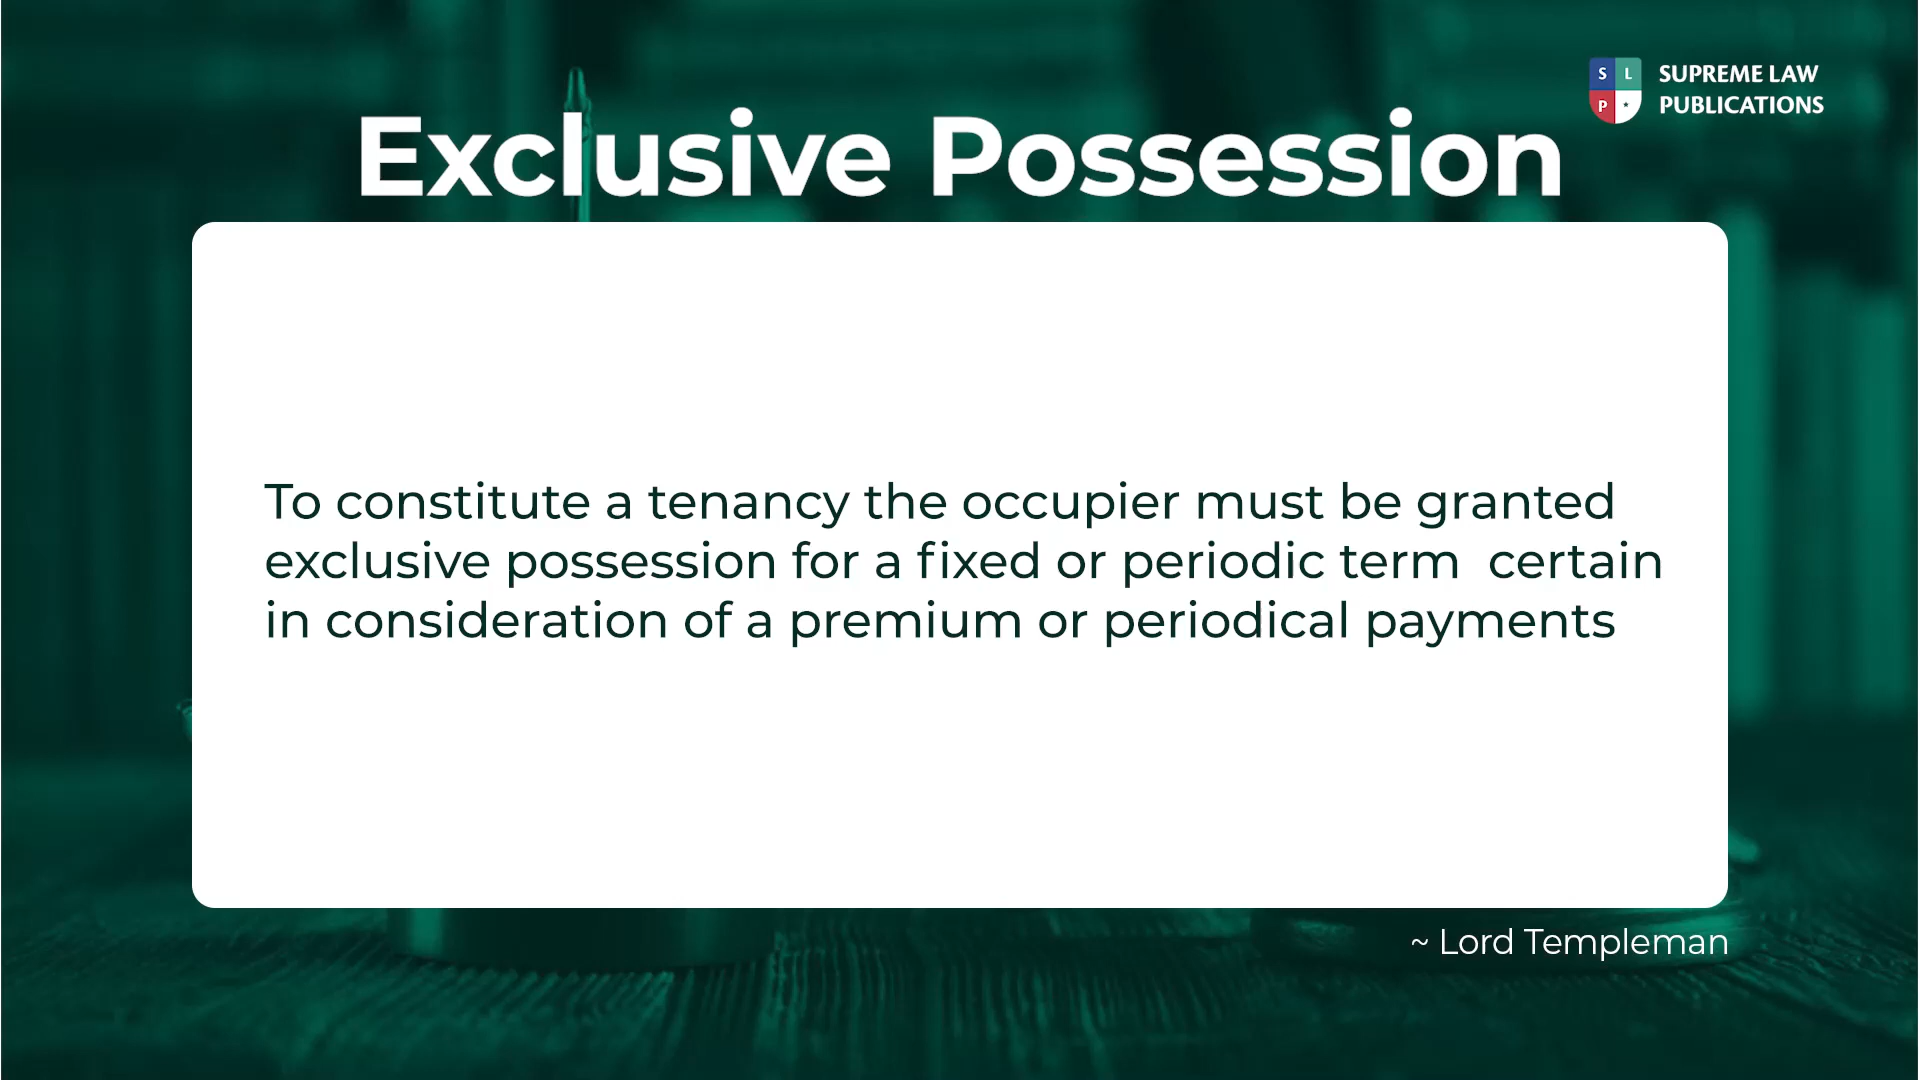 S L
P *
SUPREME LAW
PUBLICATIONS
Exclusive Possession
To constitute a tenancy the occupier must be granted
exclusive possession for a fixed or periodic term  certain
in consideration of a premium or periodical payments
~ Lord Templeman